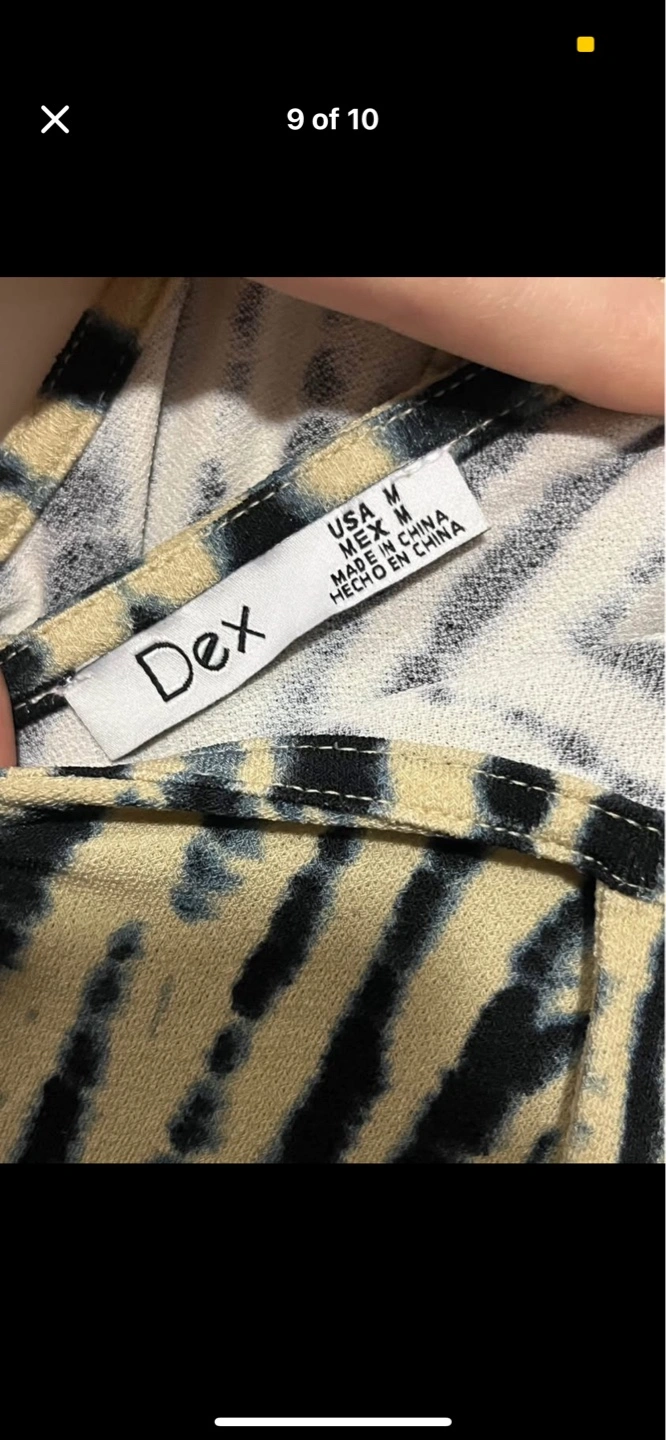 9 of 10
USA M
MEX M
MADE IN CHINA
HECHO EN CHINA
Dex